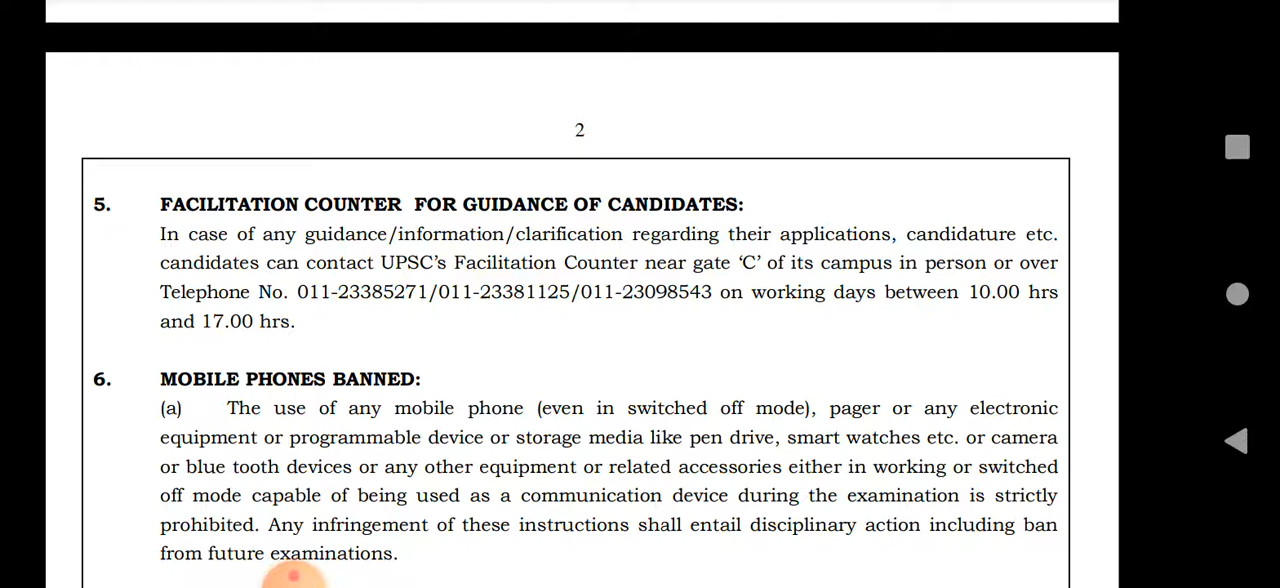 2
5. FACILITATION COUNTER FOR GUIDANCE OF CANDIDATES:
In case of any guidance/information/clarification regarding their applications, candidature etc.
candidates can contact UPSC’s Facilitation Counter near gate ‘C’ of its campus in person or over
Telephone No. 011-23385271/011-23381125/011-23098543 on working days between 10.00 hrs
and 17.00 hrs.
6. MOBILE PHONES BANNED:
(a) The use of any mobile phone (even in switched off mode), pager or any electronic
equipment or programmable device or storage media like pen drive, smart watches etc. or camera
or blue tooth devices or any other equipment or related accessories either in working or switched
off mode capable of being used as a communication device during the examination is strictly
prohibited. Any infringement of these instructions shall entail disciplinary action including ban
from future examinations.